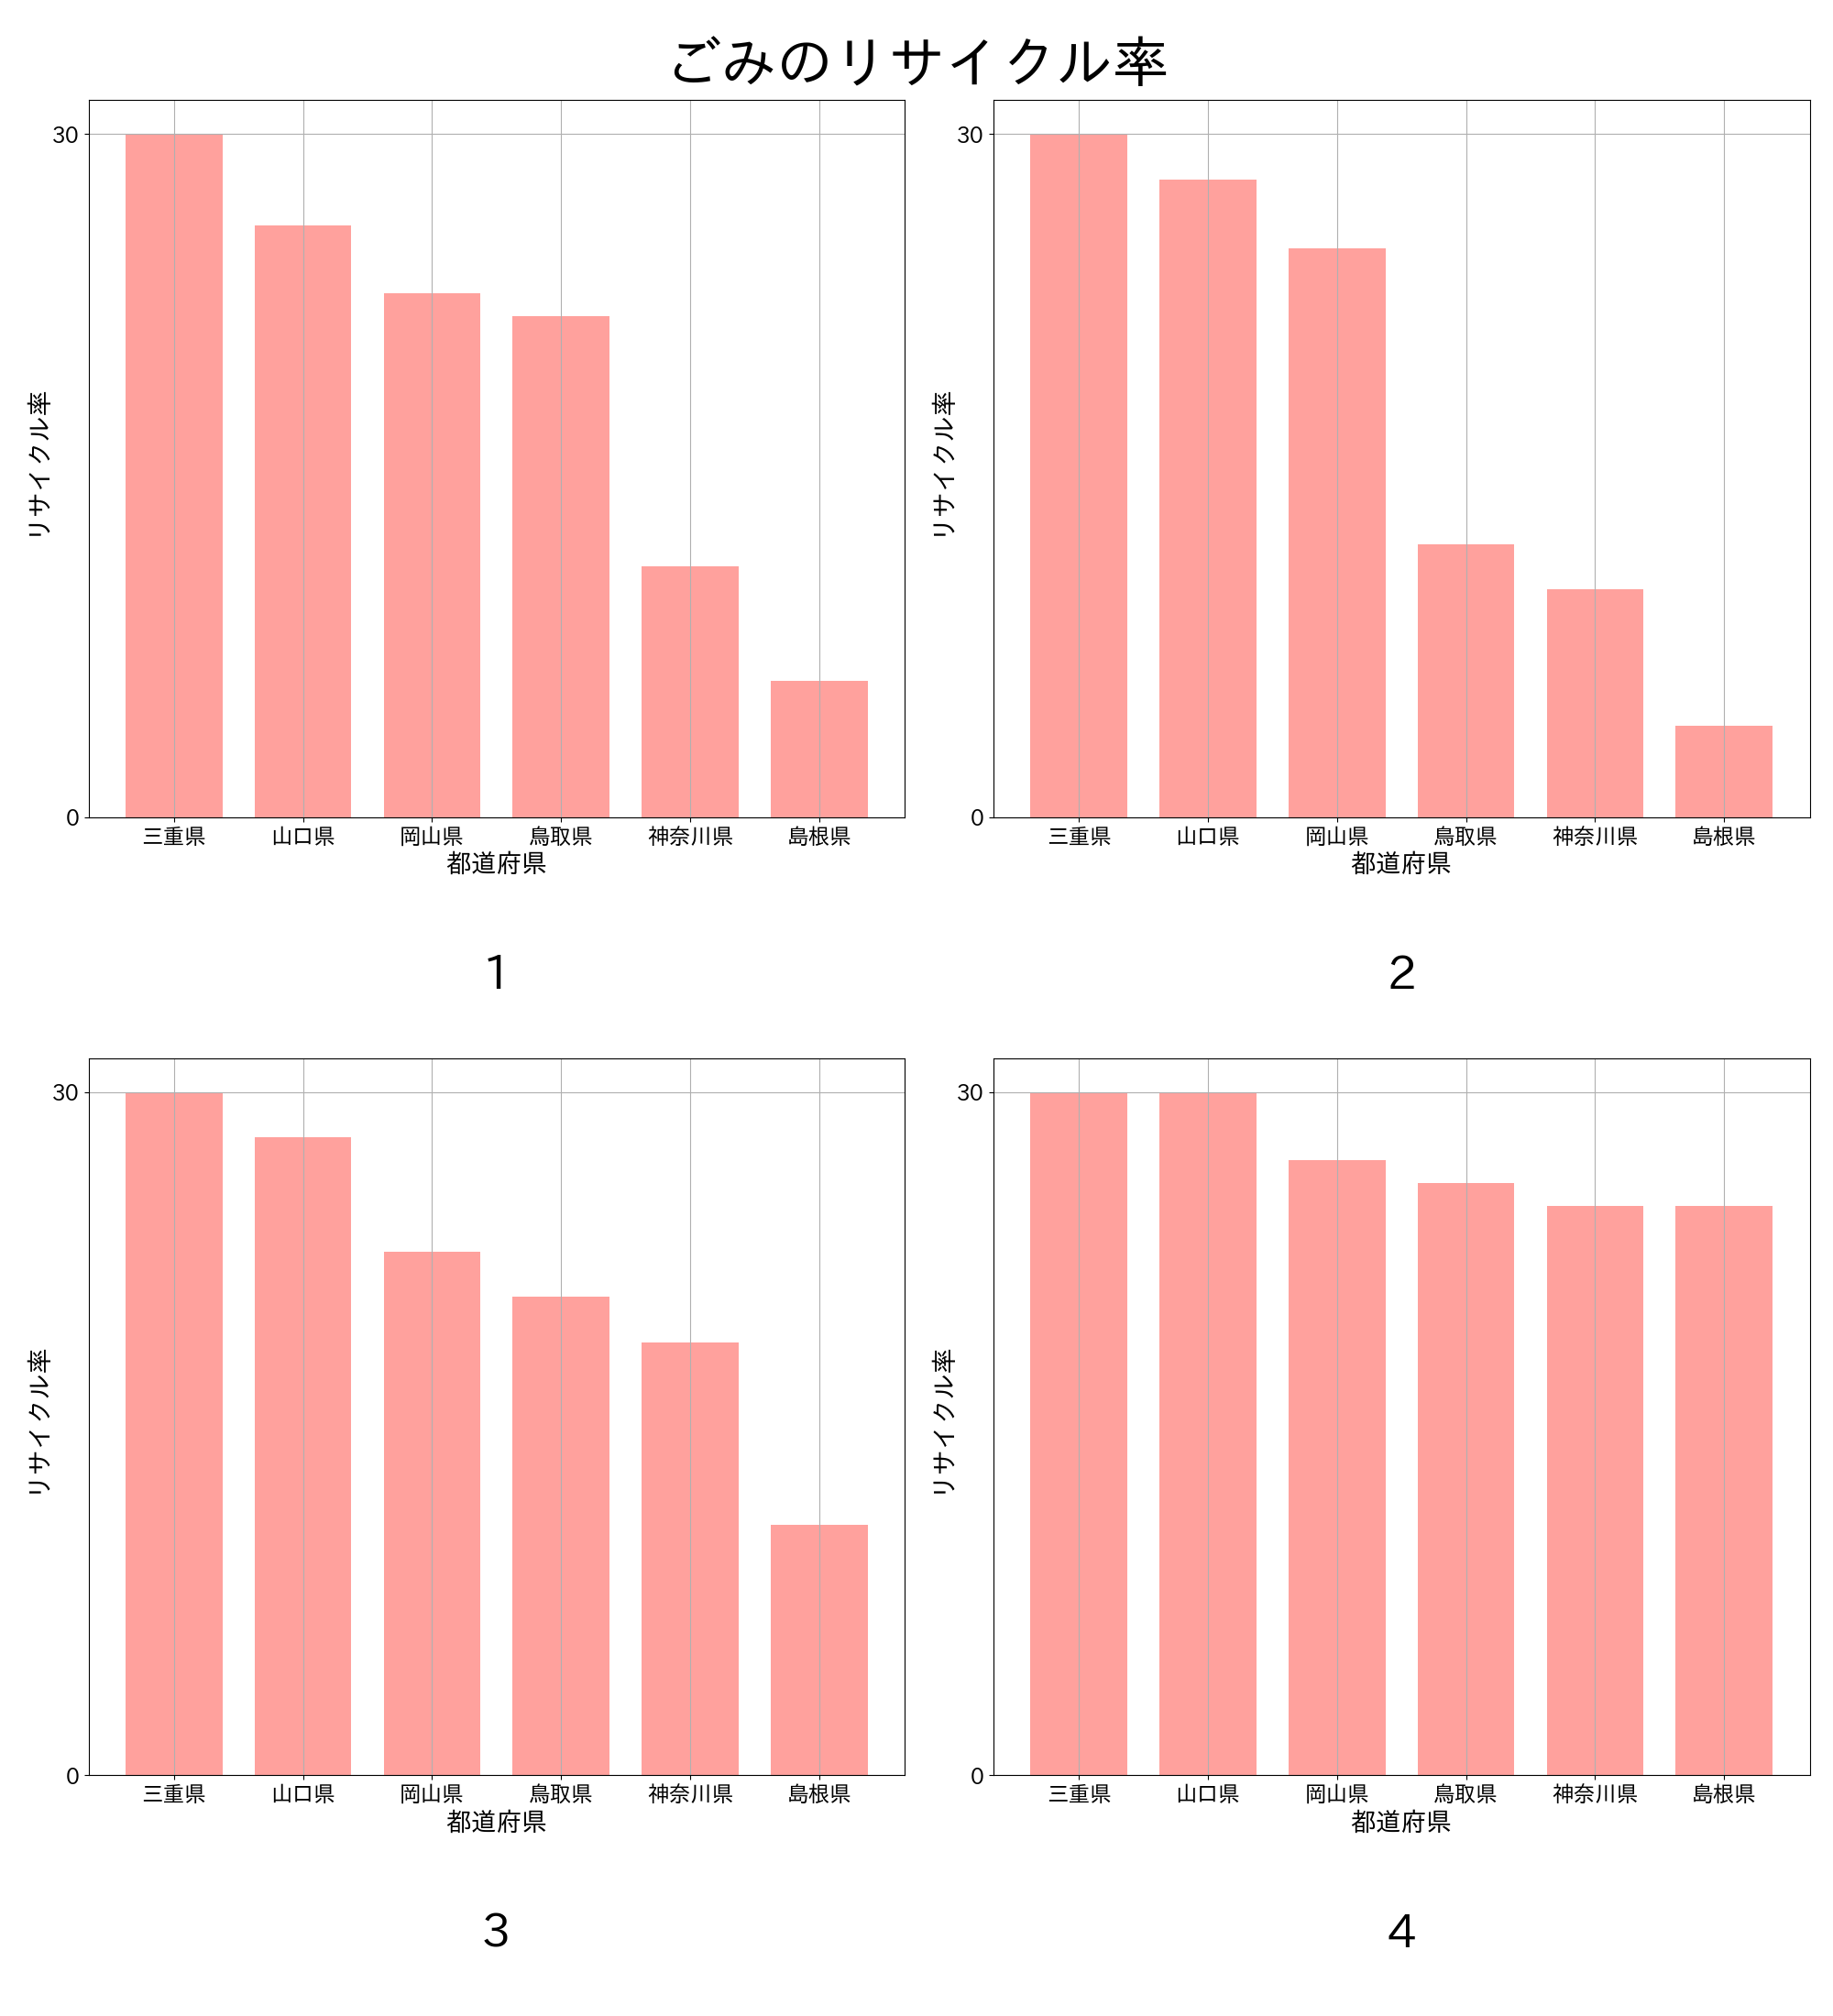 ごみのリサイクル率
30
0
リサイクル率
三重県 山口県 岡山県 鳥取県 神奈川県 島根県
都道府県
1
30
0
リサイクル率
三重県 山口県 岡山県 鳥取県 神奈川県 島根県
都道府県
2
30
0
リサイクル率
三重県 山口県 岡山県 鳥取県 神奈川県 島根県
都道府県
3
30
0
リサイクル率
三重県 山口県 岡山県 鳥取県 神奈川県 島根県
都道府県
4